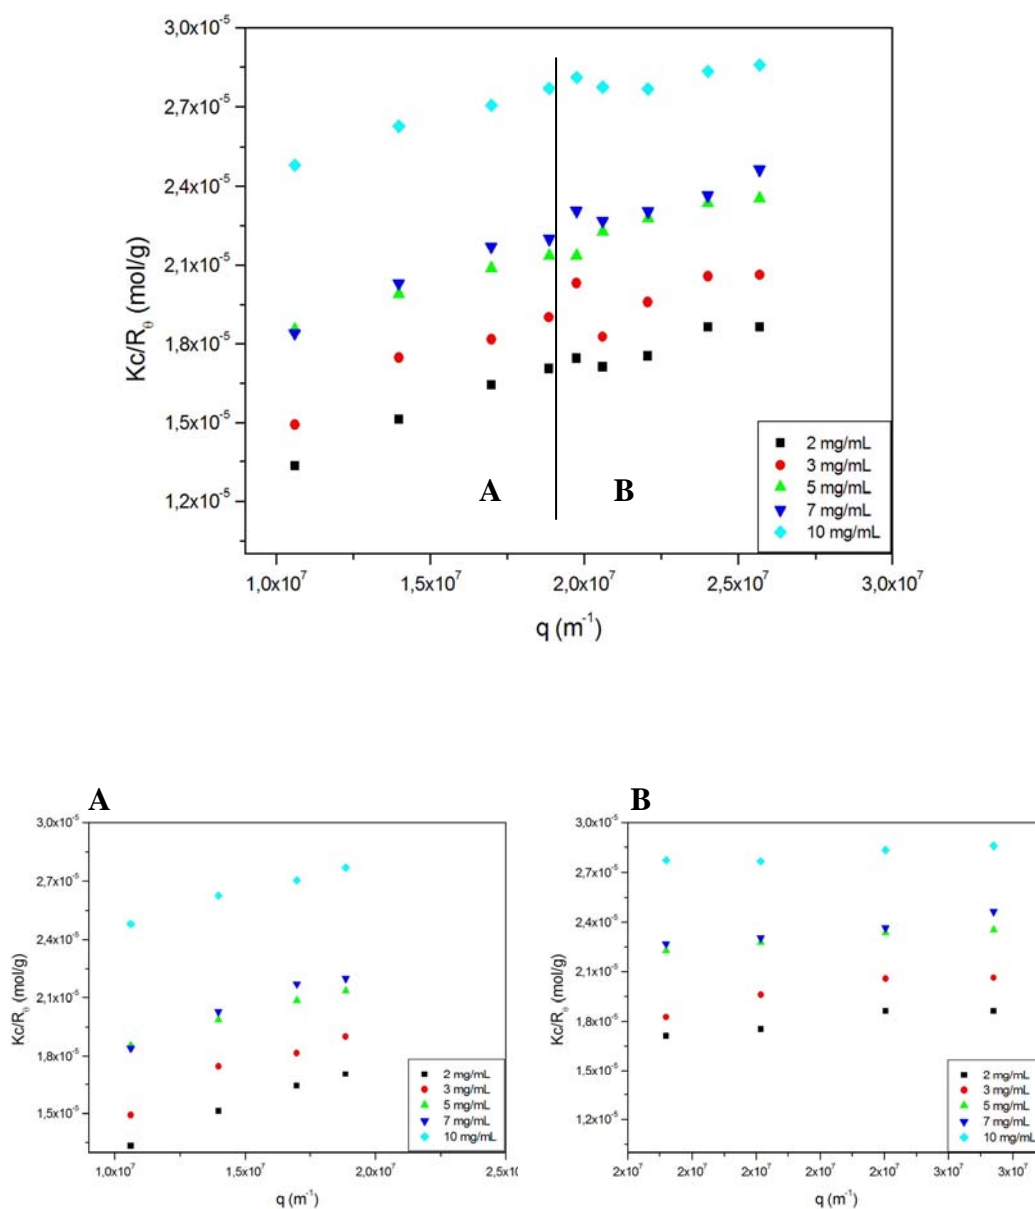 3,0x10⁻⁵
2,7x10⁻⁵
2,4x10⁻⁵
2,1x10⁻⁵
1,8x10⁻⁵
1,5x10⁻⁵
1,2x10⁻⁵
Kc/R_θ (mol/g)
A
B
2 mg/mL
3 mg/mL
5 mg/mL
7 mg/mL
10 mg/mL
1,0x10⁷ 1,5x10⁷ 2,0x10⁷ 2,5x10⁷ 3,0x10⁷
q (m⁻¹)
A
3,0x10⁻⁵
2,7x10⁻⁵
2,4x10⁻⁵
2,1x10⁻⁵
1,8x10⁻⁵
1,5x10⁻⁵
Kc/R_θ (mol/g)
2 mg/mL
3 mg/mL
5 mg/mL
7 mg/mL
10 mg/mL
1,0x10⁷ 1,5x10⁷ 2,0x10⁷ 2,5x1(
q (m⁻¹)
B
3,0x10⁻⁵
2,7x10⁻⁵
2,4x10⁻⁵
2,1x10⁻⁵
1,8x10⁻⁵
1,5x10⁻⁵
1,2x10⁻⁵
Kc/R_θ (mol/g)
2 mg/mL
3 mg/mL
5 mg/mL
7 mg/mL
10 mg/mL
2x10⁷ 2x10⁷ 2x10⁷ 2x10⁷ 2x10⁷ 3x10⁷ 3x10⁷
q (m⁻¹)